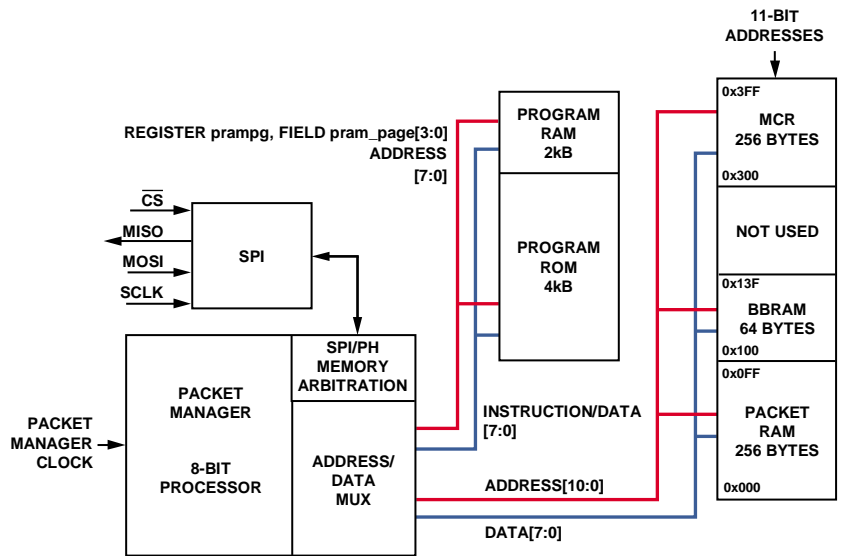 11-BIT
ADDRESSES
REGISTER prampg, FIELD pram_page[3:0]
ADDRESS
[7:0]
PROGRAM
RAM
2kB
PROGRAM
ROM
4kB
0x3FF
MCR
256 BYTES
0x300
NOT USED
0x13F
BBRAM
64 BYTES
0x100
0x0FF
PACKET
RAM
256 BYTES
0x000
CS
MISO
MOSI
SCLK
SPI
SPI/PH
MEMORY
ARBITRATION
PACKET
MANAGER
8-BIT
PROCESSOR
ADDRESS/
DATA
MUX
PACKET
MANAGER
CLOCK
INSTRUCTION/DATA
[7:0]
ADDRESS[10:0]
DATA[7:0]